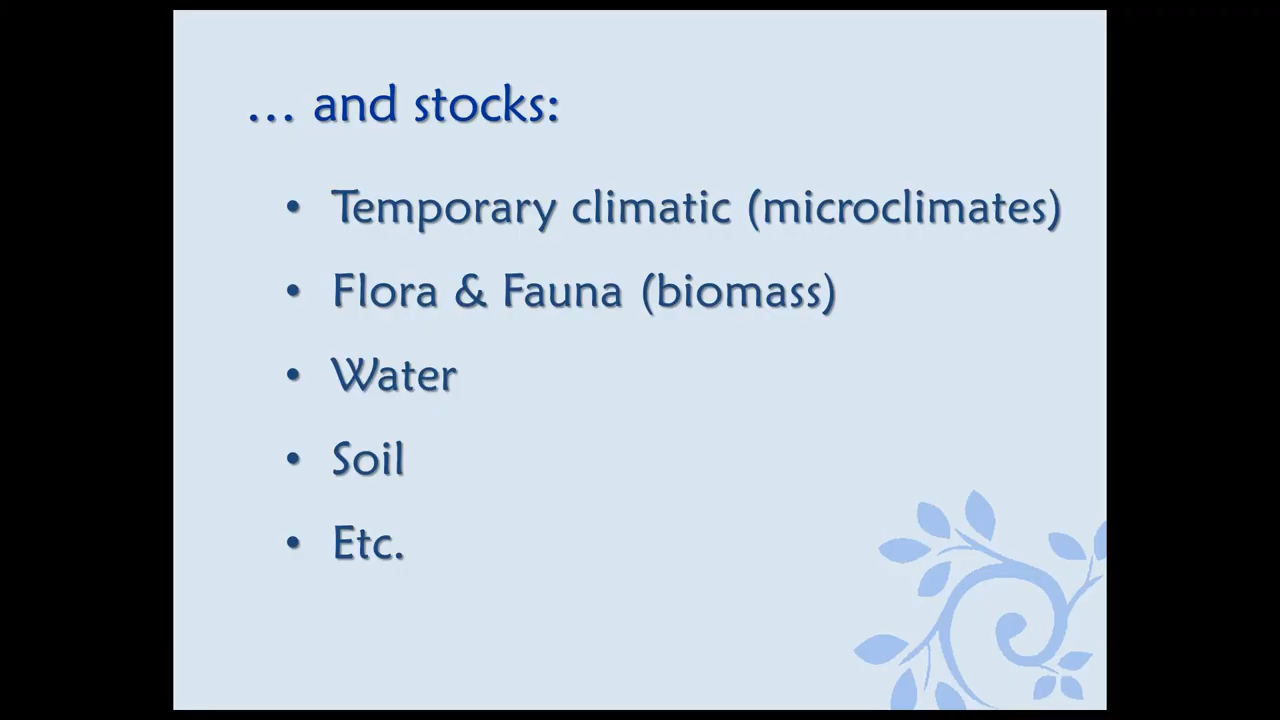 ... and stocks:
• Temporary climatic (microclimates)
• Flora & Fauna (biomass)
• Water
• Soil
• Etc.